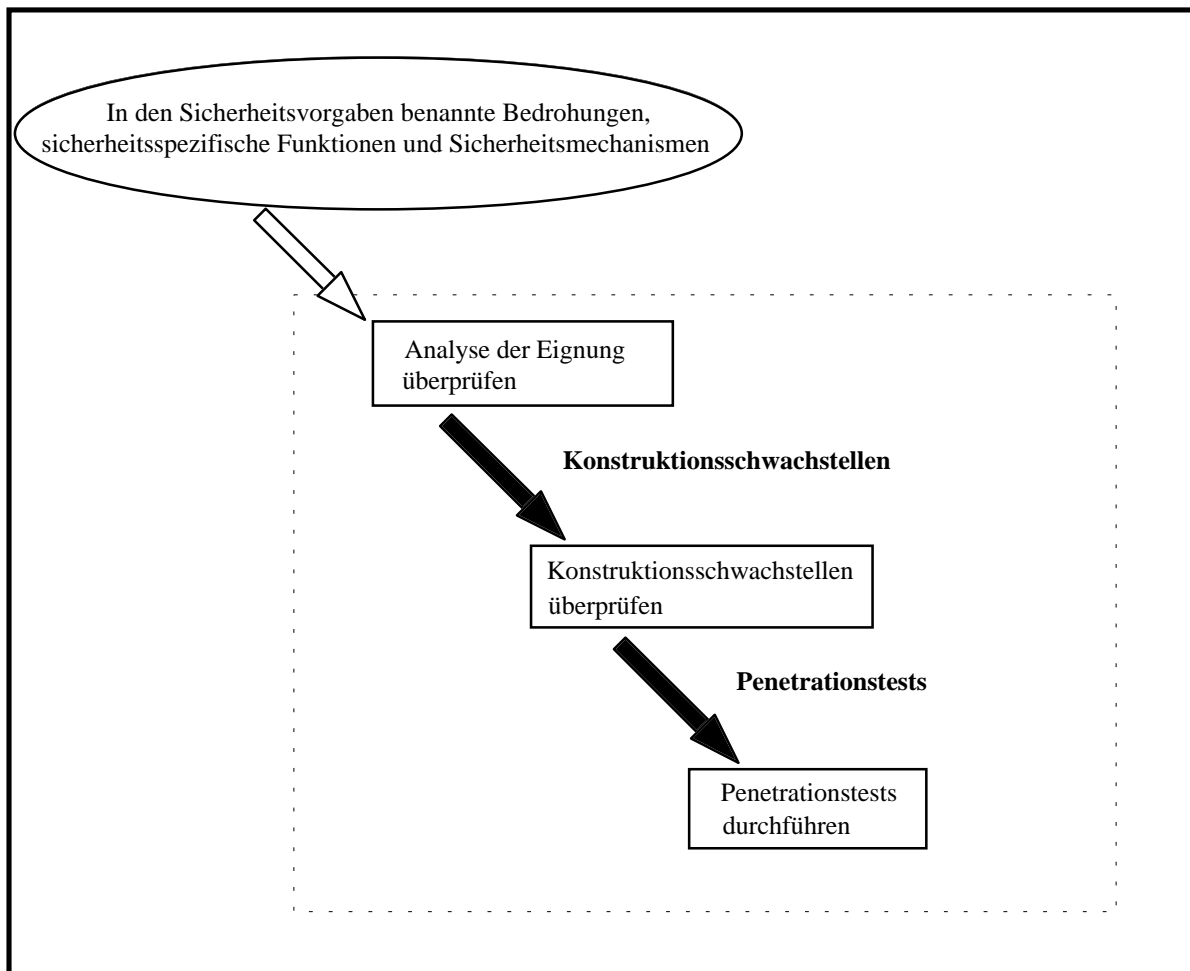 In den Sicherheitsvorgaben benannte Bedrohungen,
sicherheitsspezifische Funktionen und Sicherheitsmechanismen
Analyse der Eignung
überprüfen
Konstruktionsschwachstellen
Konstruktionsschwachstellen
überprüfen
Penetrationstests
Penetrationstests
durchführen